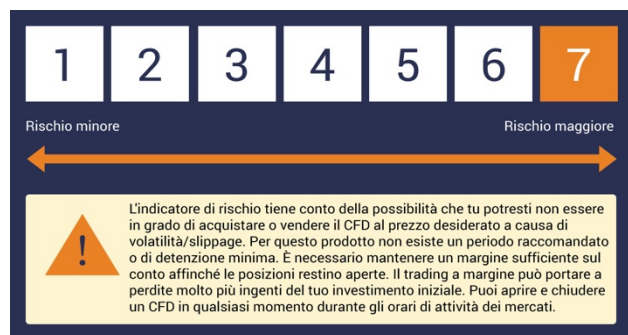 1 2 3 4 5 6 7
Rischio minore Rischio maggiore
L'indicatore di rischio tiene conto della possibilità che tu potresti non essere
in grado di acquistare o vendere il CFD al prezzo desiderato a causa di
volatilità/slippage. Per questo prodotto non esiste un periodo raccomandato
o di detenzione minima. È necessario mantenere un margine sufficiente sul
conto affinché le posizioni restino aperte. Il trading a margine può portare a
perdite molto più ingenti del tuo investimento iniziale. Puoi aprire e chiudere
un CFD in qualsiasi momento durante gli orari di attività dei mercati.